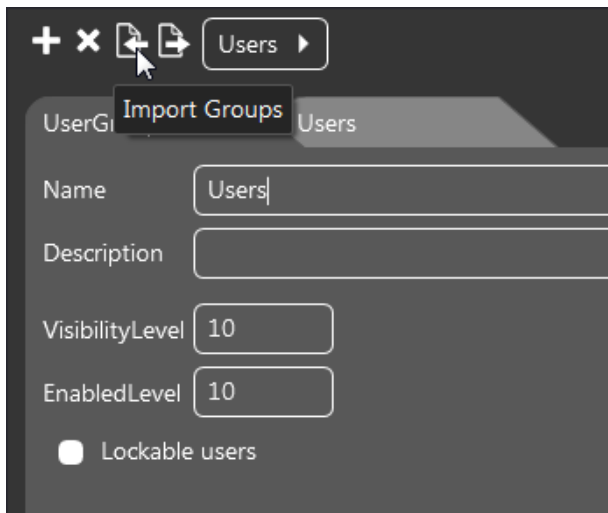 Users
Import Groups
UserGr
Users
Name
Users
Description
VisibilityLevel 10
EnabledLevel 10
Lockable users